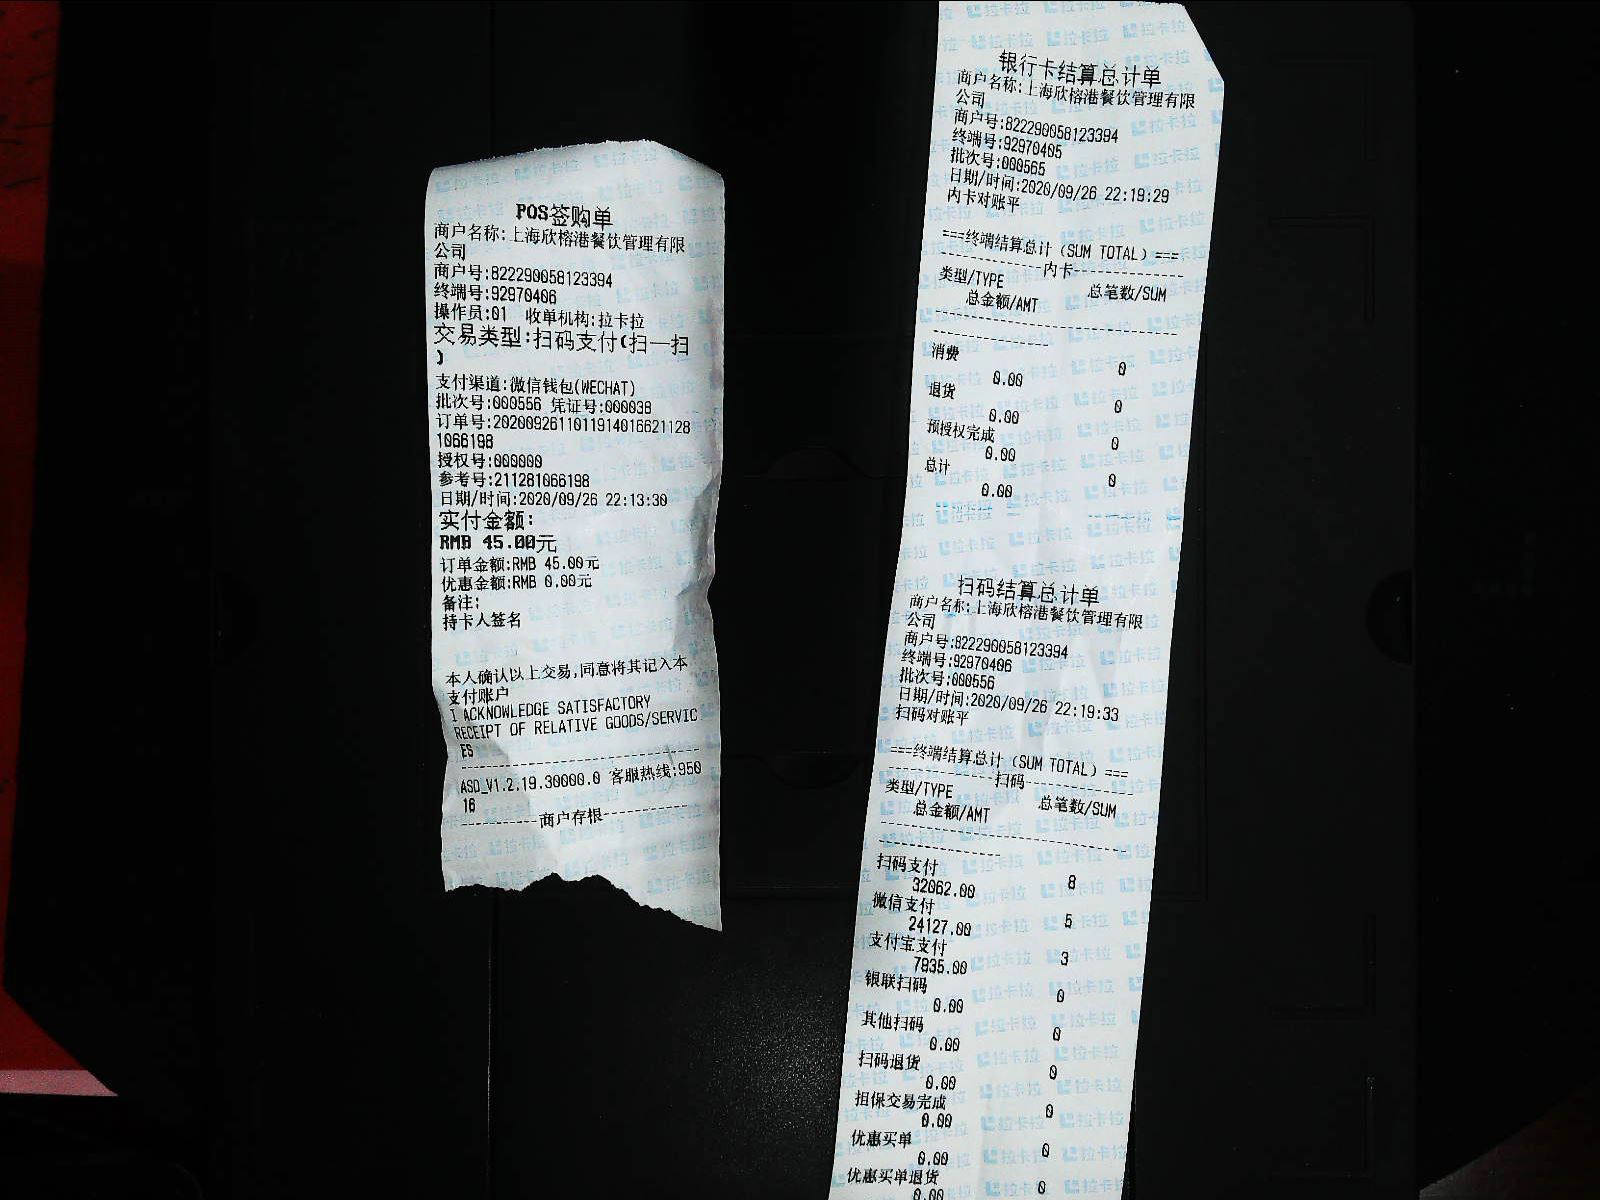 POS签购单
商户名称:上海欣榕港餐饮管理有限
公司
商户号:822290058123394
终端号:92970406
操作员:01 收单机构:拉卡拉
交易类型:扫码支付(扫一扫
)
支付渠道:微信钱包(WECHAT)
批次号:000556 凭证号:000038
订单号:20200926110119140166211 28
1066198
授权号:000000
参考号:211281066198
日期/时间:2020/09/26 22:13:30
实付金额:
RMB 45.00元
订单金额:RMB 45.00元
优惠金额:RMB 0.00元
备注:
持卡人签名
本人确认以上交易,同意将其记入本
支付账户
I ACKNOWLEDGE SATISFACTORY
RECEIPT OF RELATIVE GOODS/SERVIC
ES
ASD_V1.2.19.30000.0 客服热线:950
16
商户存根
银行卡结算总计单
商户名称:上海欣榕港餐饮管理有限
公司
商户号:822290058123394
终端号:92970405
批次号:000565
日期/时间:2020/09/26 22:19:29
内卡对账平
===终端结算总计(SUM TOTAL)===
内卡
类型/TYPE 总笔数/SUM
总金额/AMT
消费
0.00 0
退货
0.00 0
预授权完成
0.00 0
总计
0.00 0
扫码结算总计单
商户名称:上海欣榕港餐饮管理有限
公司
商户号:822290058123394
终端号:92970406
批次号:000556
日期/时间:2020/09/26 22:19:33
扫码对账平
===终端结算总计(SUM TOTAL)===
扫码
类型/TYPE 总笔数/SUM
总金额/AMT
扫码支付
32062.00 8
微信支付
24127.00 5
支付宝支付
7935.00 3
银联扫码
0.00 0
其他扫码
0.00 0
扫码退货
0.00 0
担保交易完成
0.00 0
优惠买单
0.00 0
优惠买单退货
0.00 0